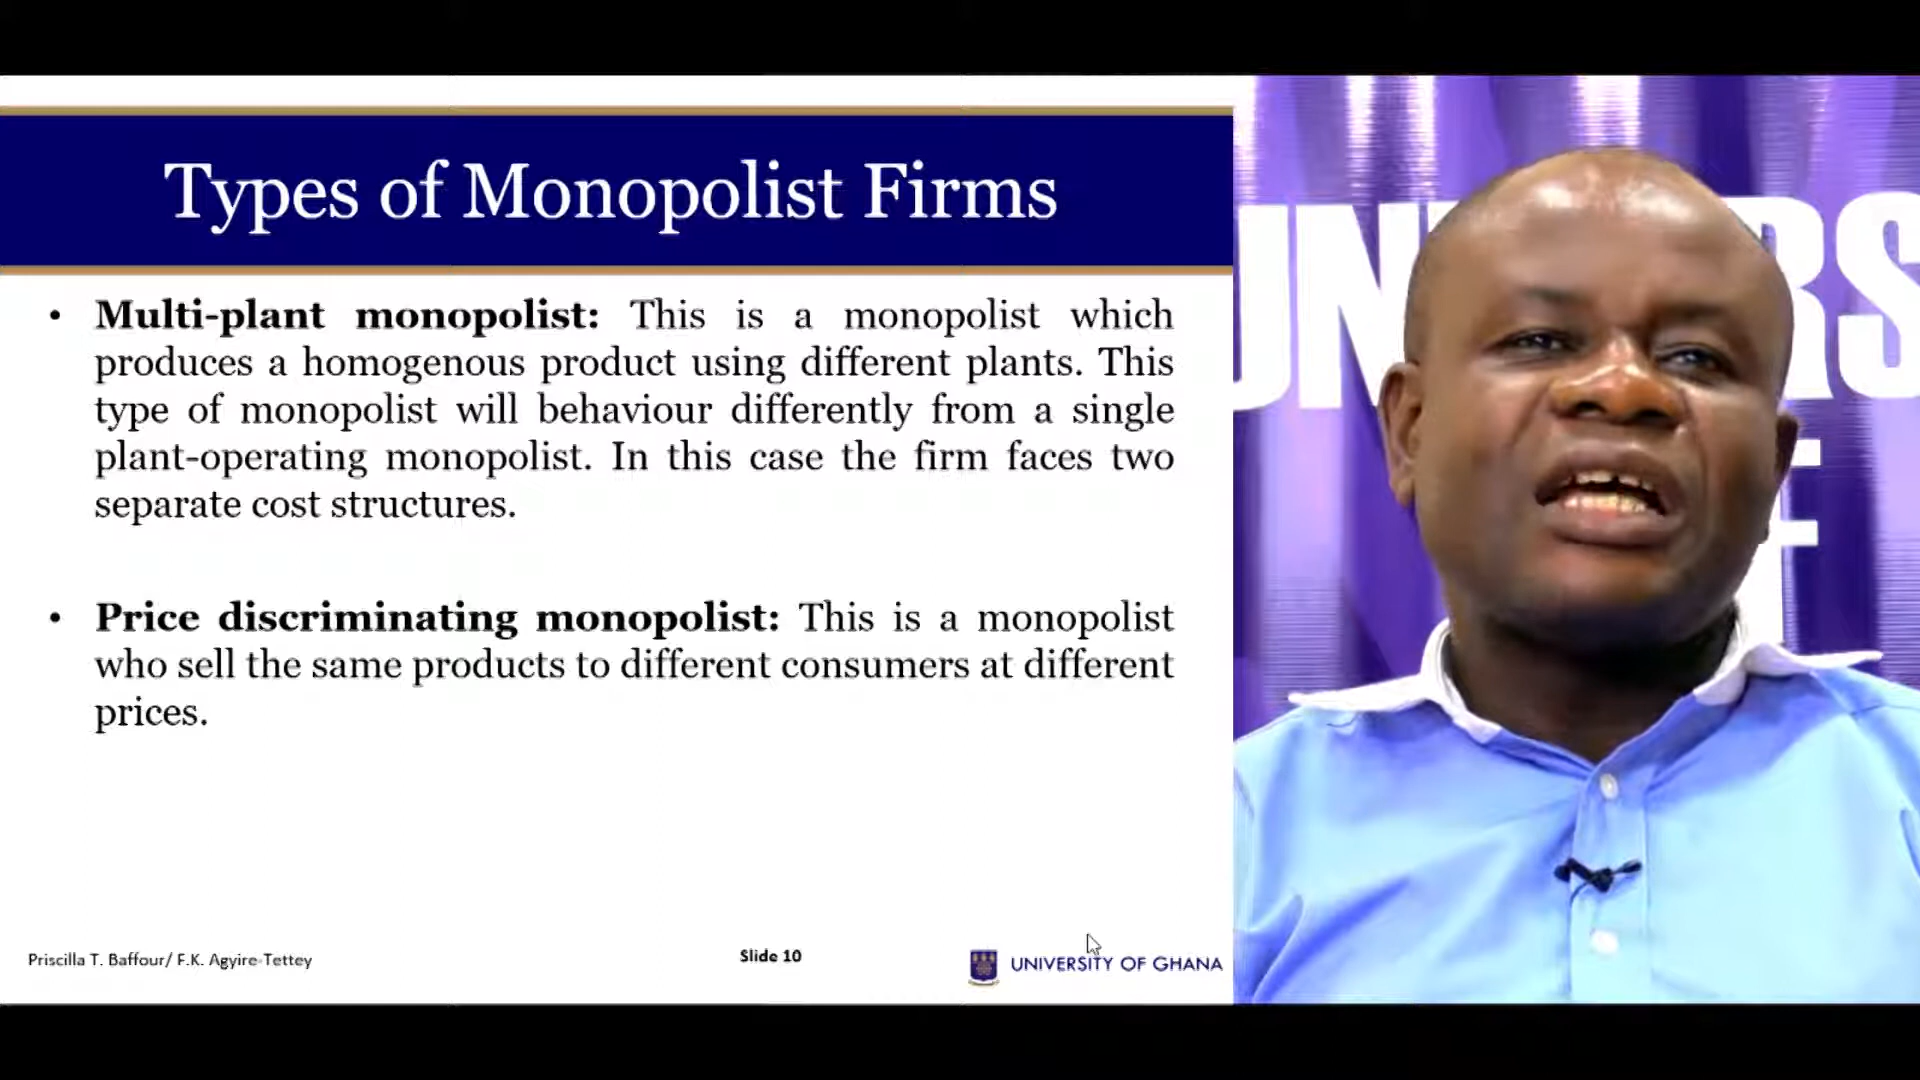 Types of Monopolist Firms
• Multi-plant monopolist: This is a monopolist which
produces a homogenous product using different plants. This
type of monopolist will behaviour differently from a single
plant-operating monopolist. In this case the firm faces two
separate cost structures.
• Price discriminating monopolist: This is a monopolist
who sell the same products to different consumers at different
prices.
Priscilla T. Baffour/ F.K. Agyire-Tettey
Slide 10
UNIVERSITY OF GHANA